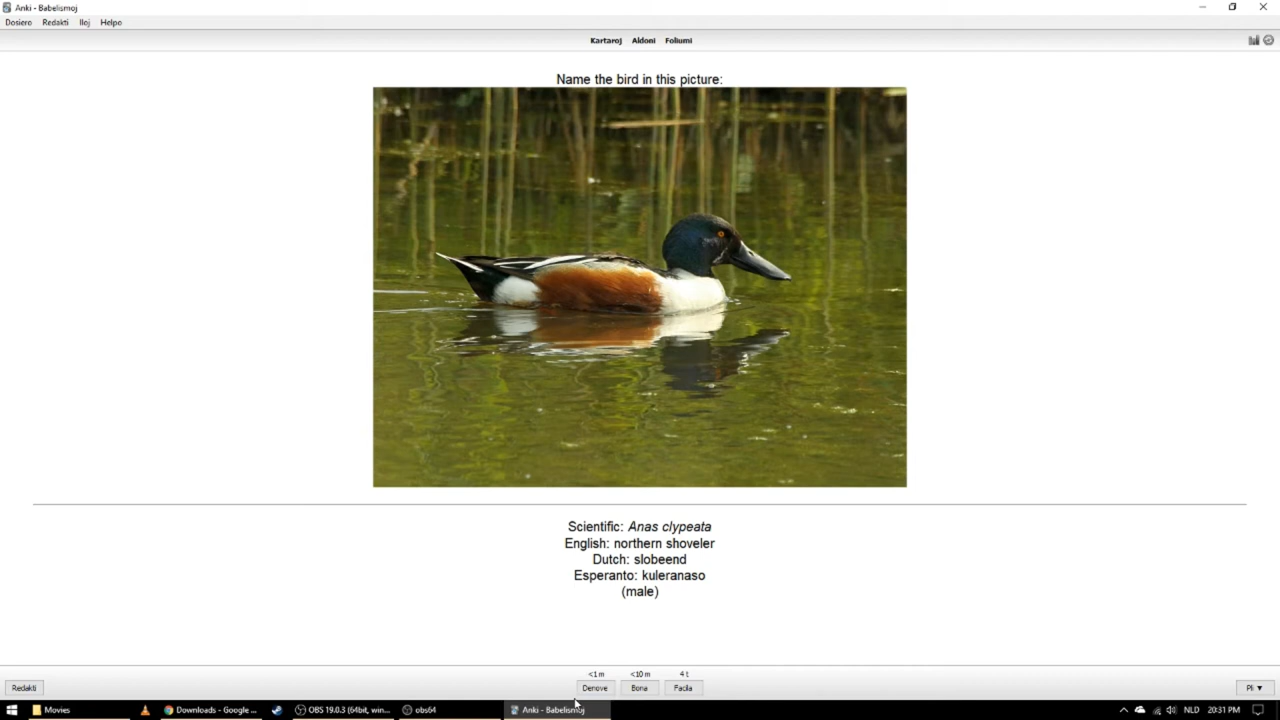 Anki - Babelismoj
Dosiero Redakti Iloj Helpo
Kartaroj Aldoni Foliumi
Name the bird in this picture:
Scientific: Anas clypeata
English: northern shoveler
Dutch: slobeend
Esperanto: kuleranaso
(male)
<1 m <10 m 4 t
Redakti Denove Bona Facila Pli ▼
Movies Downloads - Google ... OBS 19.0.3 (64bit, win... obs64 Anki - Babelismoj NLD 20:31 PM